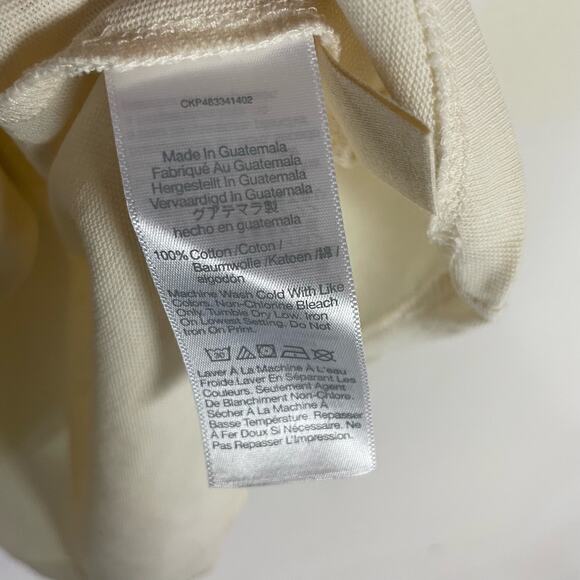 CKP463341402
Made In Guatemala
Fabriqué Au Guatemala
Hergestellt In Guatemala
Vervaardigd In Guatemala
グアテマラ製
hecho en guatemala
100% Cotton /Coton /
Baumwolle /Katoen /綿 /
algodón
Machine Wash Cold With Like
Colors. Non-Chlorine Bleach
Only. Tumble Dry Low. Iron
On Lowest Setting. Do Not
Iron On Print.
30
Laver À La Machine À L'eau
Froide.Laver En Séparant Les
Couleurs. Seulement Agent
De Blanchiment Non-Chlore.
Sécher À La Machine À
Basse Température. Repasser
À Fer Doux Si Nécessaire. Ne
Pas Repasser L'Impression.